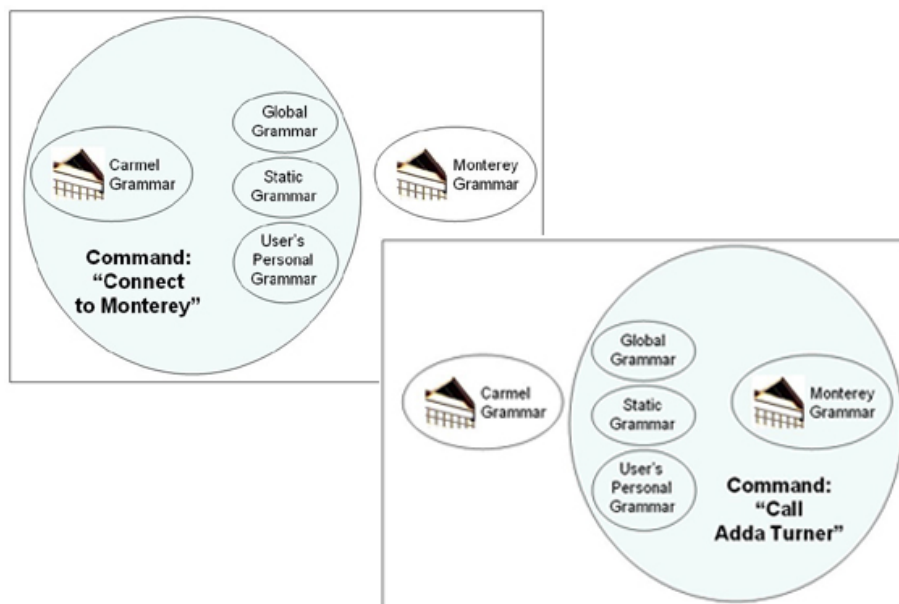 Global
Grammar
Carmel
Grammar
Static
Grammar
Monterey
Grammar
User's
Personal
Grammar
Command:
“Connect
to Monterey”
Global
Grammar
Carmel
Grammar
Static
Grammar
Monterey
Grammar
User's
Personal
Grammar
Command:
“Call
Adda Turner”